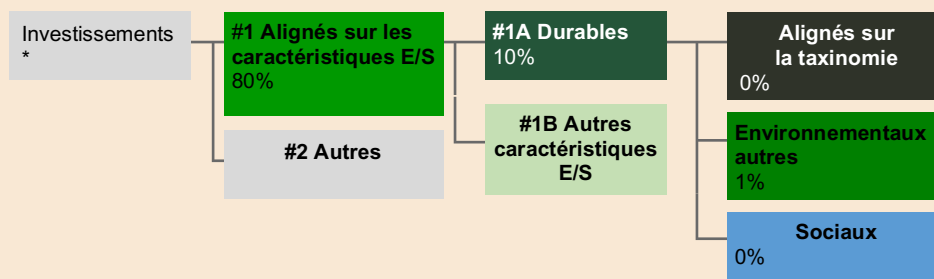 Investissements
*
#1 Alignés sur les
caractéristiques E/S
80%
#2 Autres
#1A Durables
10%
#1B Autres
caractéristiques
E/S
Alignés sur
la taxinomie
0%
Environnementaux
autres
1%
Sociaux
0%